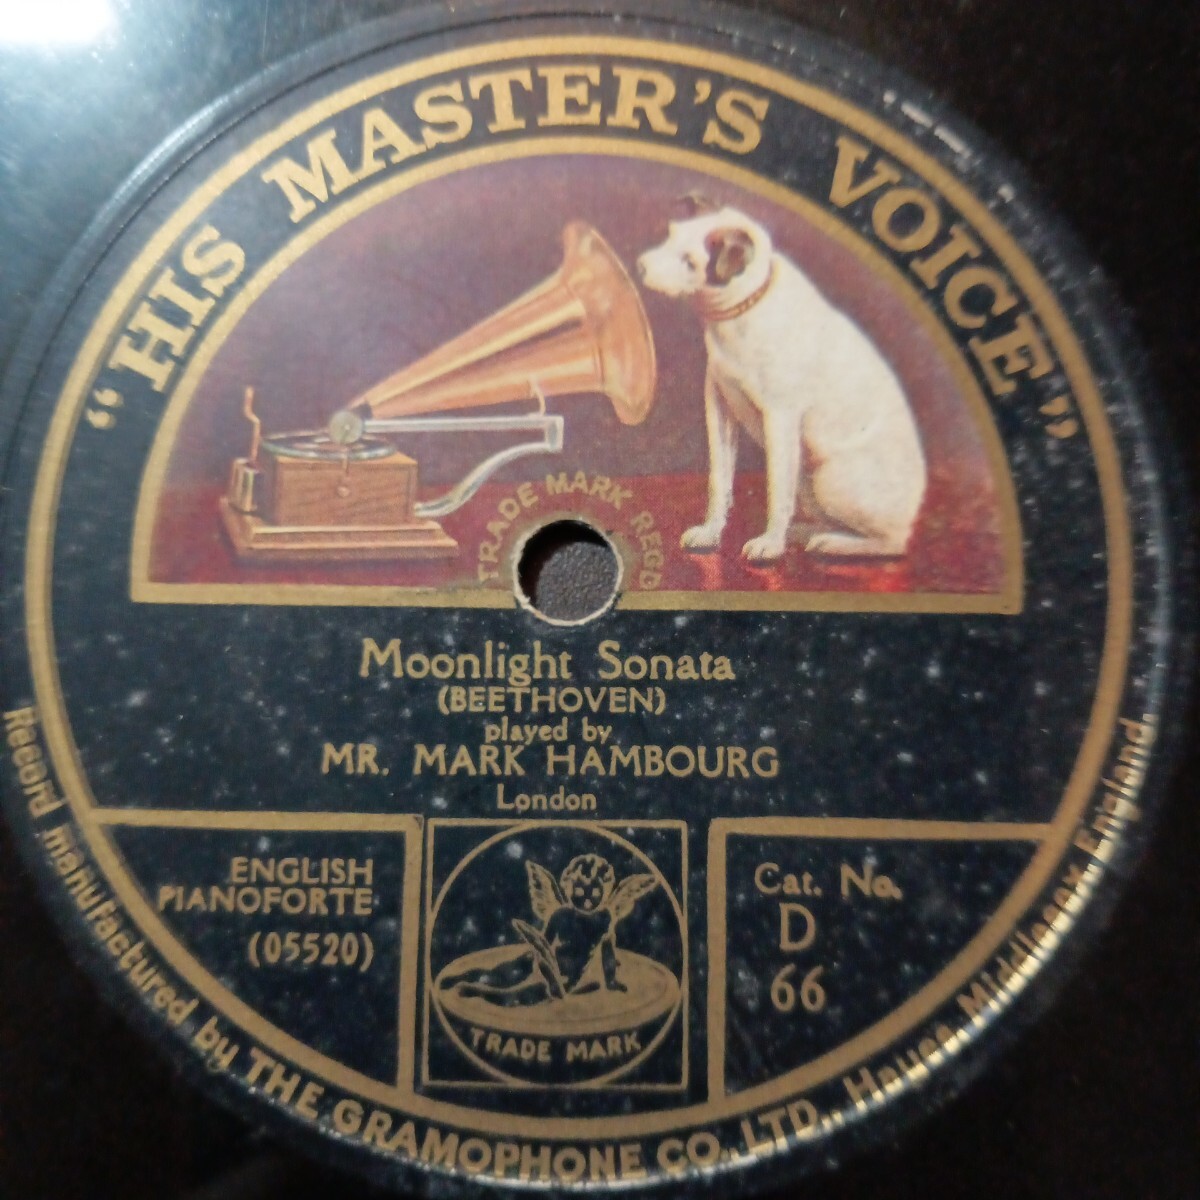 “HIS MASTER'S VOICE”
TRADE MARK REGD
Moonlight Sonata
(BEETHOVEN)
played by
MR. MARK HAMBOURG
London
ENGLISH
PIANOFORTE
(05520)
TRADE MARK
Cat. No.
D
66
Record manufactured by THE GRAMOPHONE CO., LTD., Hayes, Middlesex, England.